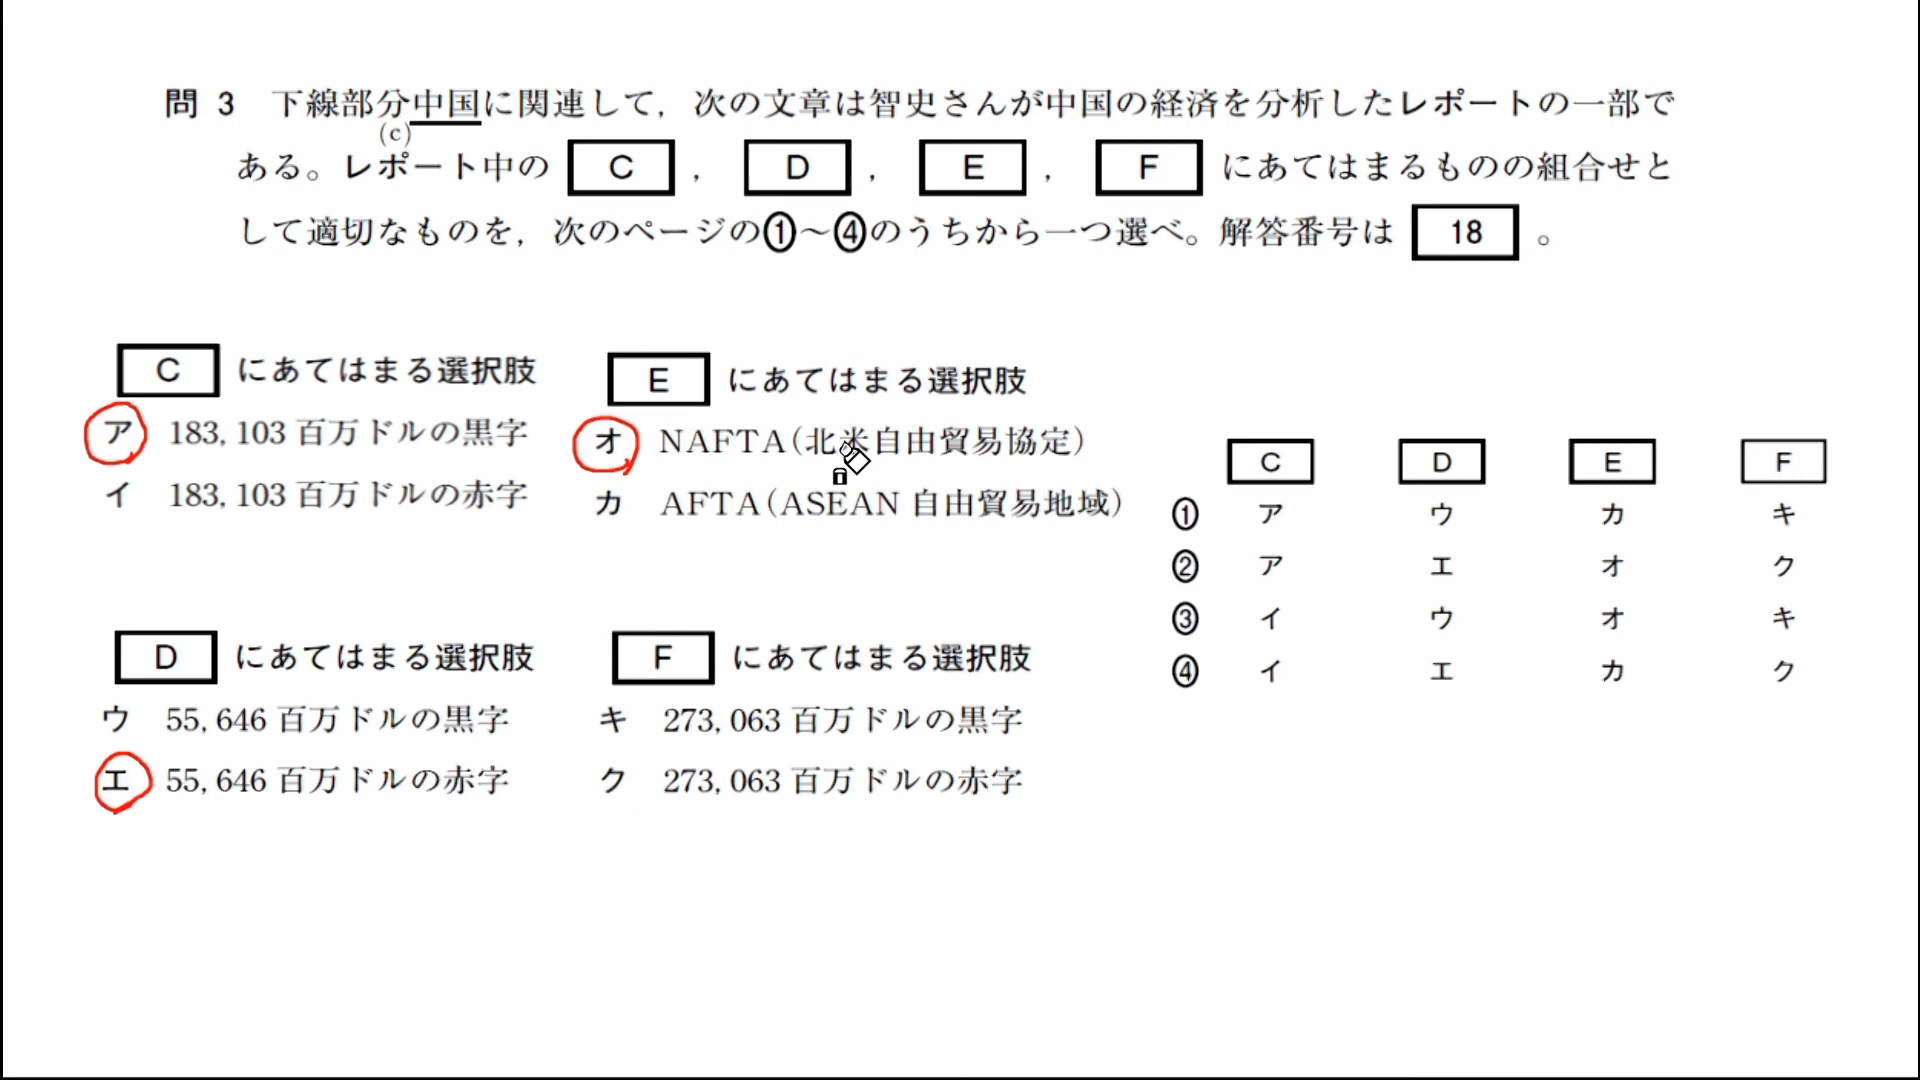 問 3 下線部分中国に関連して，次の文章は智史さんが中国の経済を分析したレポートの一部で
(c)
ある。レポート中の C ， D ， E ， F にあてはまるものの組合せと
して適切なものを，次のページの①～④のうちから一つ選べ。解答番号は 18 。
C にあてはまる選択肢
ア 183,103 百万ドルの黒字
イ 183,103 百万ドルの赤字
E にあてはまる選択肢
オ NAFTA（北米自由貿易協定）
カ AFTA（ASEAN 自由貿易地域）
D にあてはまる選択肢
ウ 55,646 百万ドルの黒字
エ 55,646 百万ドルの赤字
F にあてはまる選択肢
キ 273,063 百万ドルの黒字
ク 273,063 百万ドルの赤字
C D E F
① ア ウ カ キ
② ア エ オ ク
③ イ ウ オ キ
④ イ エ カ ク